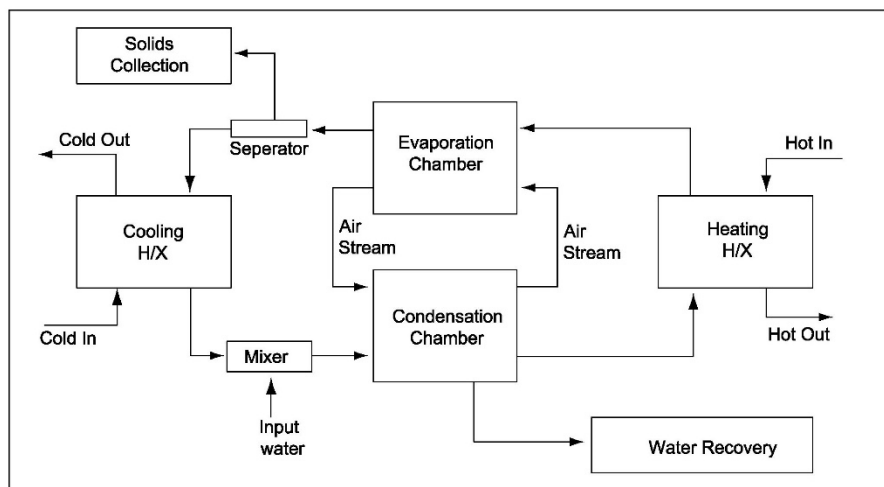 Solids
Collection
Cold Out
Seperator
Evaporation
Chamber
Hot In
Cooling
H/X
Air
Stream
Air
Stream
Heating
H/X
Condensation
Chamber
Cold In
Mixer
Hot Out
Input
water
Water Recovery